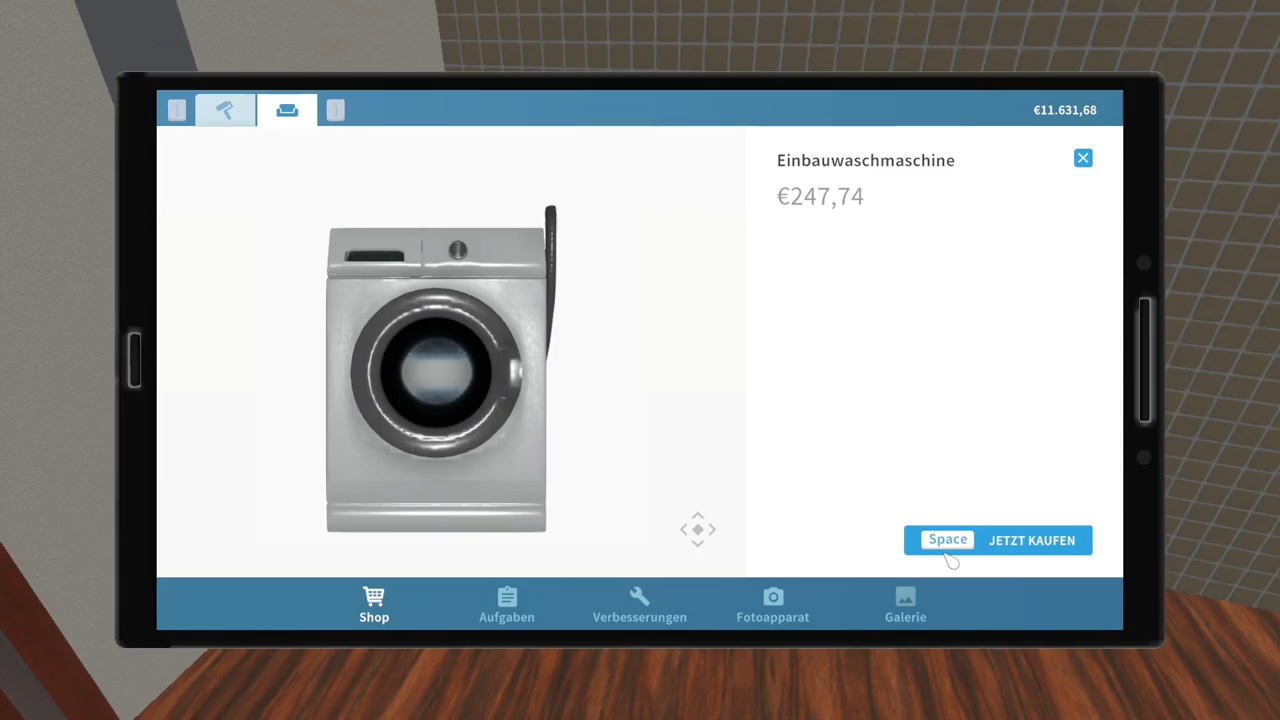 €11.631,68
Einbauwaschmaschine
€247,74
Space JETZT KAUFEN
Shop Aufgaben Verbesserungen Fotoapparat Galerie